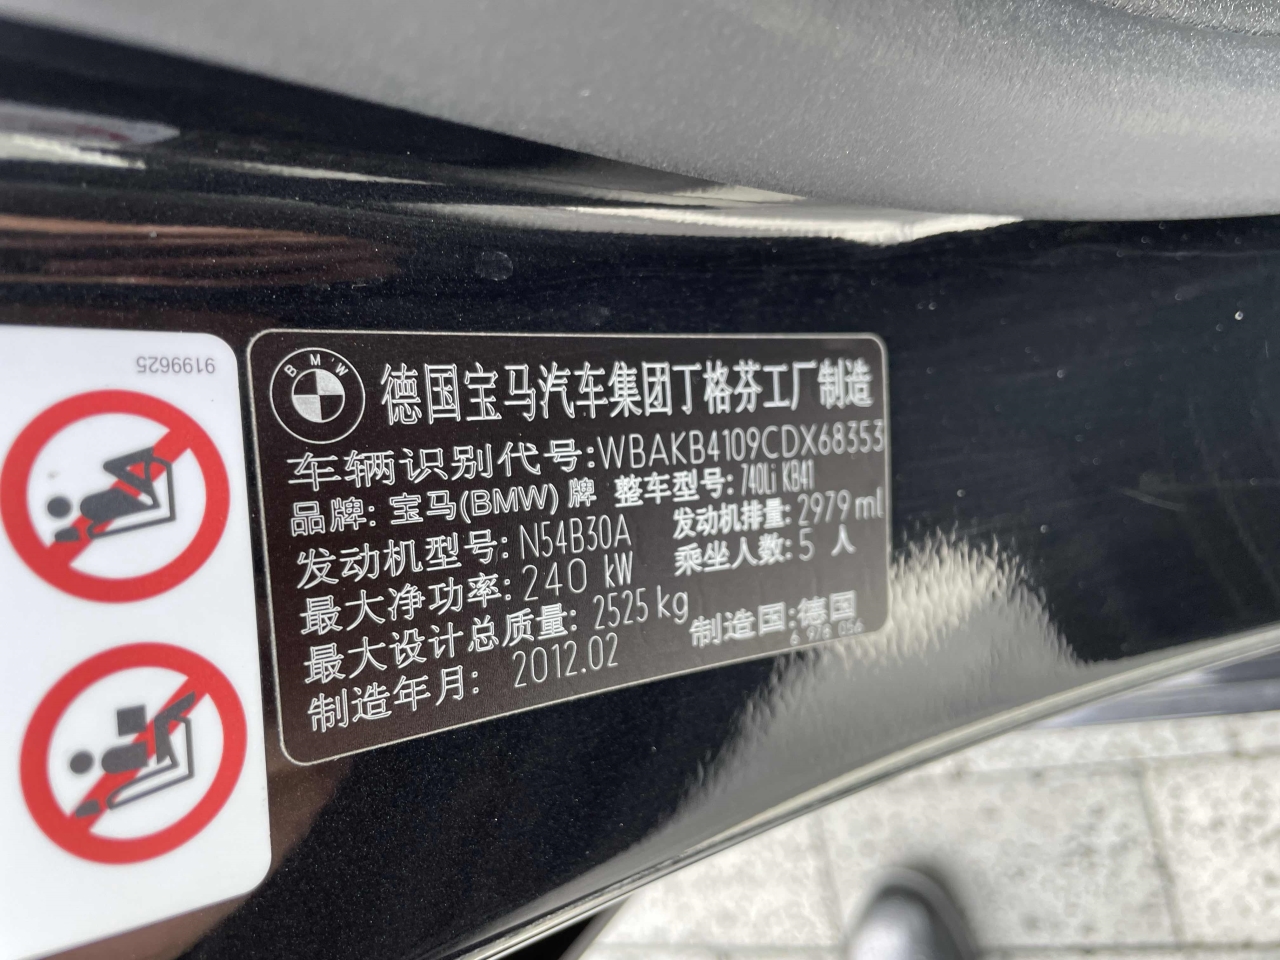 9199625
BMW
德国宝马汽车集团丁格芬工厂制造
车辆识别代号:WBAKB4109CDX68353
品牌: 宝马(BMW) 牌 整车型号: 740Li KB41
发动机型号: N54B30A 发动机排量: 2979 ml
最大净功率: 240 kW 乘坐人数: 5 人
最大设计总质量: 2525 kg
制造年月: 2012.02 制造国:德国
6 978 056